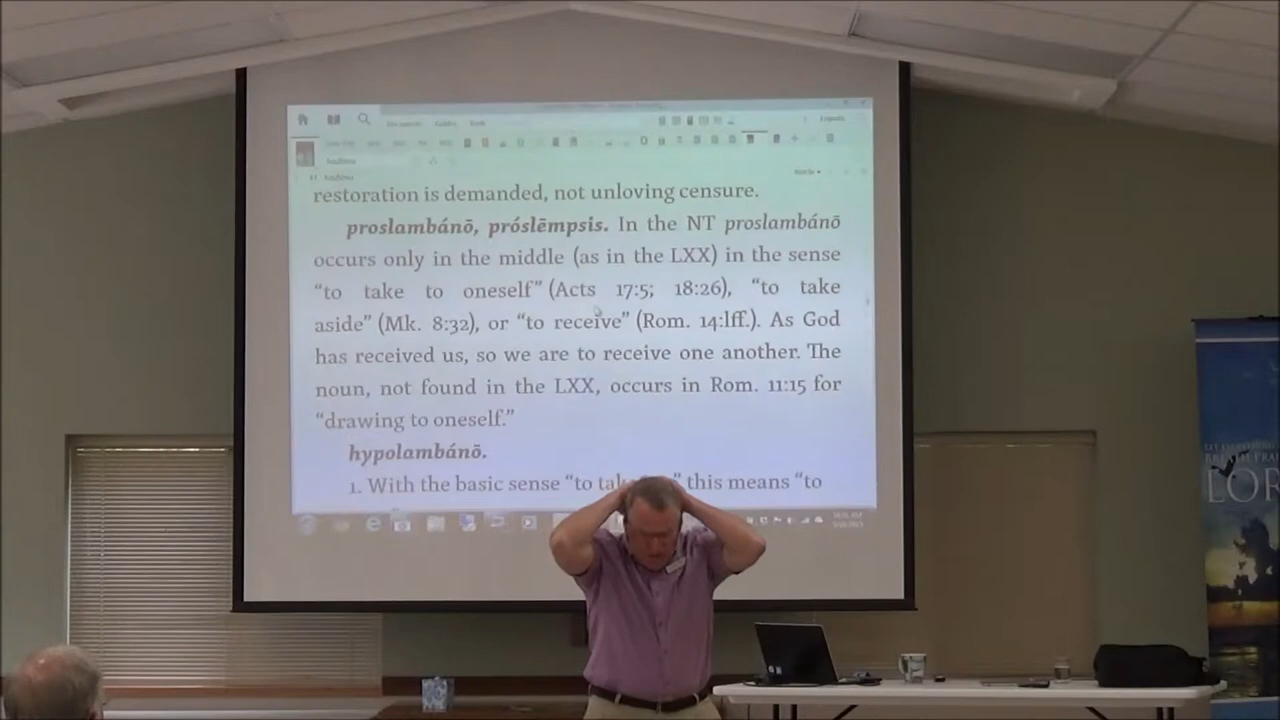 restoration is demanded, not unloving censure.
proslambánō, próslēmpsis. In the NT proslambánō
occurs only in the middle (as in the LXX) in the sense
“to take to oneself” (Acts 17:5; 18:26), “to take
aside” (Mk. 8:32), or “to receive” (Rom. 14:1ff.). As God
has received us, so we are to receive one another. The
noun, not found in the LXX, occurs in Rom. 11:15 for
“drawing to oneself.”
hypolambánō.
1. With the basic sense “to this means “to
LOR